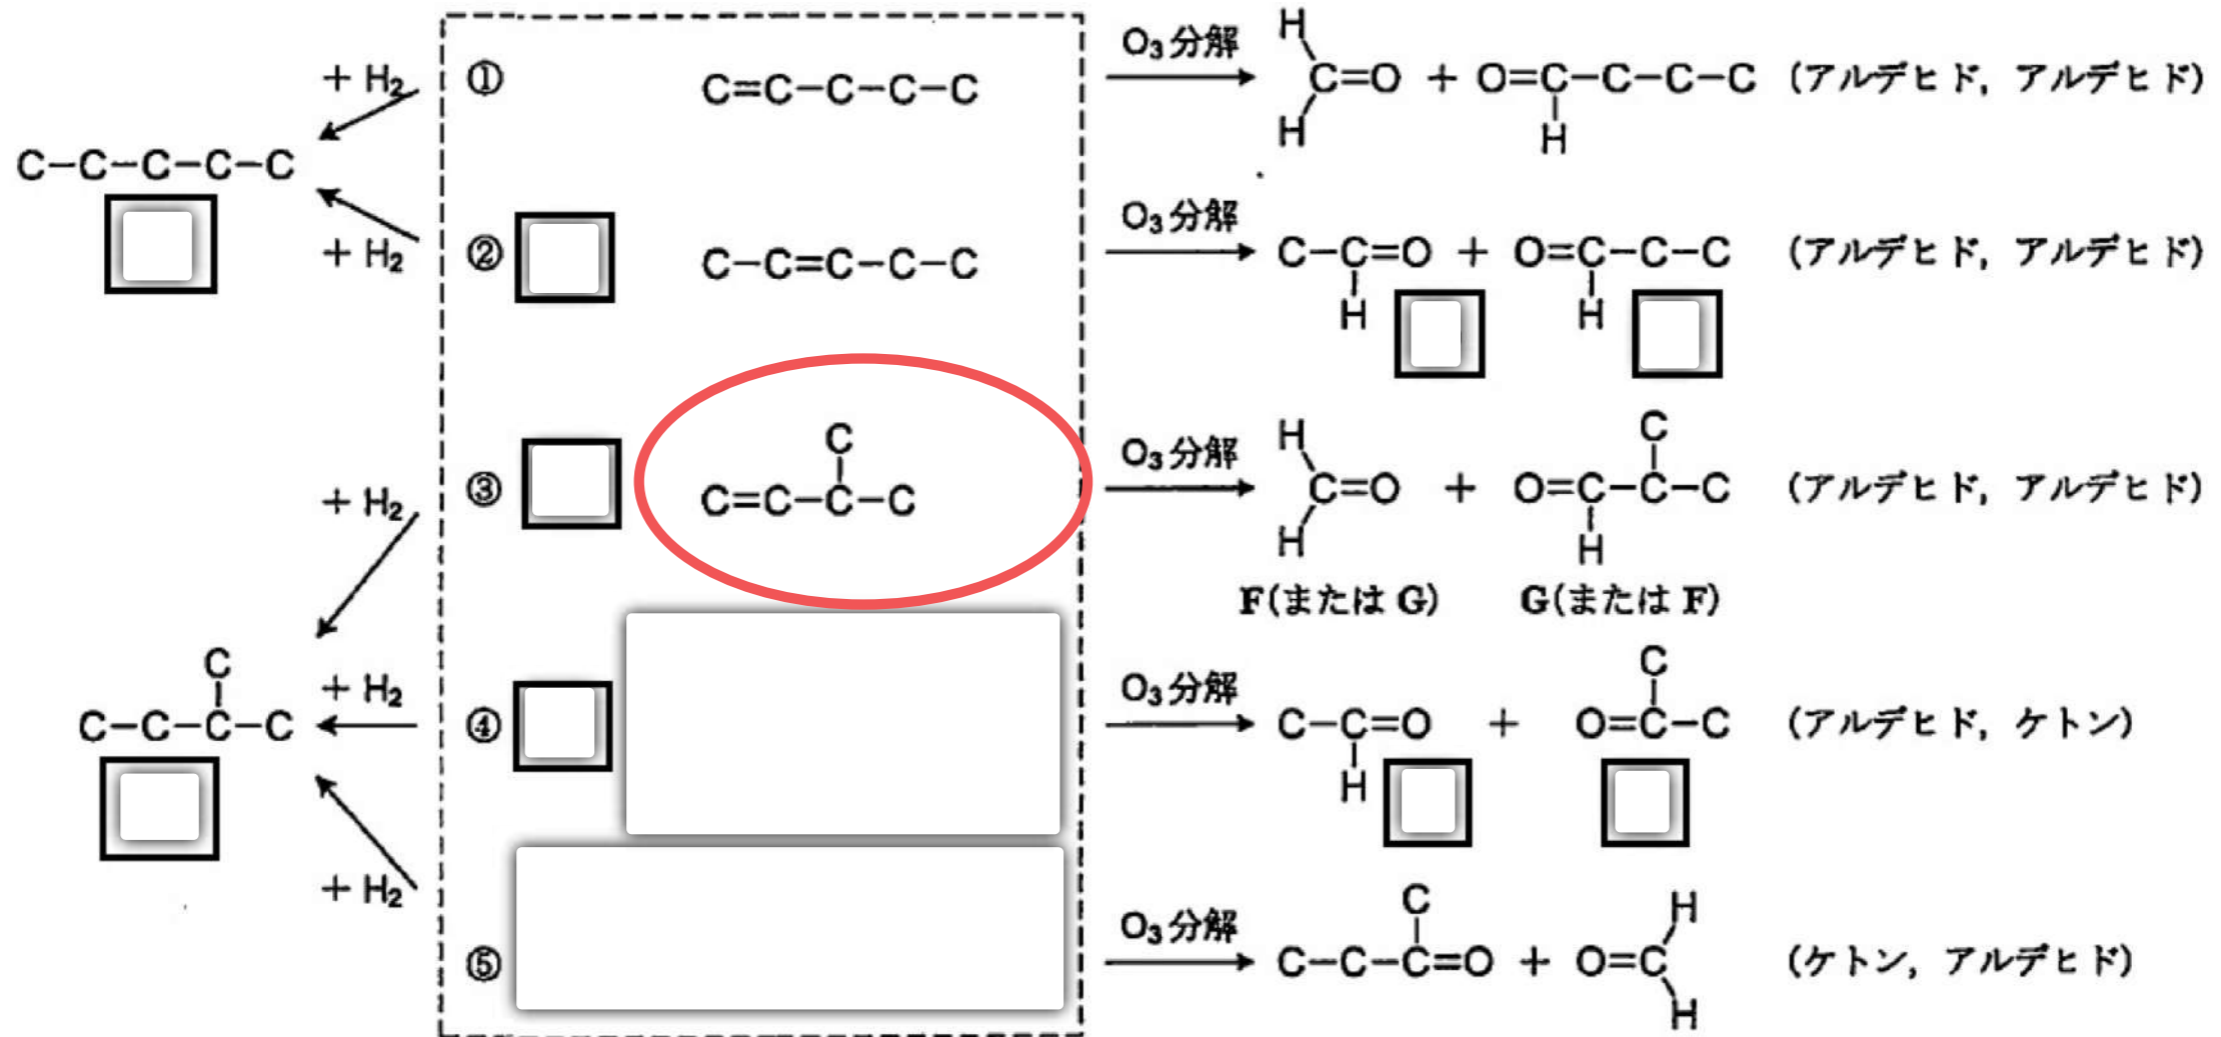 ① C=C-C-C-C
+ H₂
O₃分解
H
C=O + O=C-C-C-C (アルデヒド, アルデヒド)
H
H
C-C-C-C-C
+ H₂
② C-C=C-C-C
O₃分解
C-C=O + O=C-C-C (アルデヒド, アルデヒド)
H
H
+ H₂
③
C
C=C-C-C
O₃分解
H
C
C=O + O=C-C-C (アルデヒド, アルデヒド)
H
H
F(または G) G(または F)
C
C-C-C-C
+ H₂
④
O₃分解
C
C-C=O + O=C-C (アルデヒド, ケトン)
H
+ H₂
⑤
O₃分解
C
H
C-C-C=O + O=C (ケトン, アルデヒド)
H